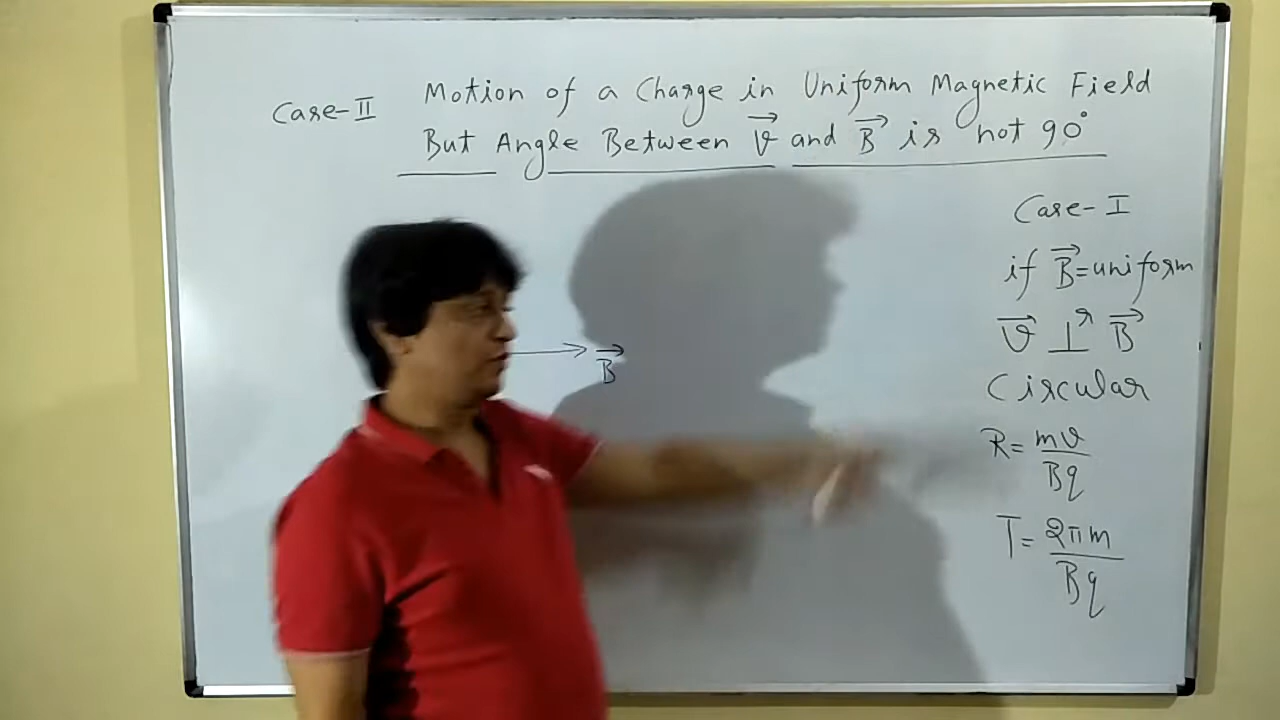 Case-II Motion of a Charge in Uniform Magnetic Field
But Angle Between v⃗ and B⃗ is not 90°
Case-I
if B⃗=uniform
v⃗ ⊥r B⃗
Circular
R= mv/Bq
T= 2πm/Bq
B⃗